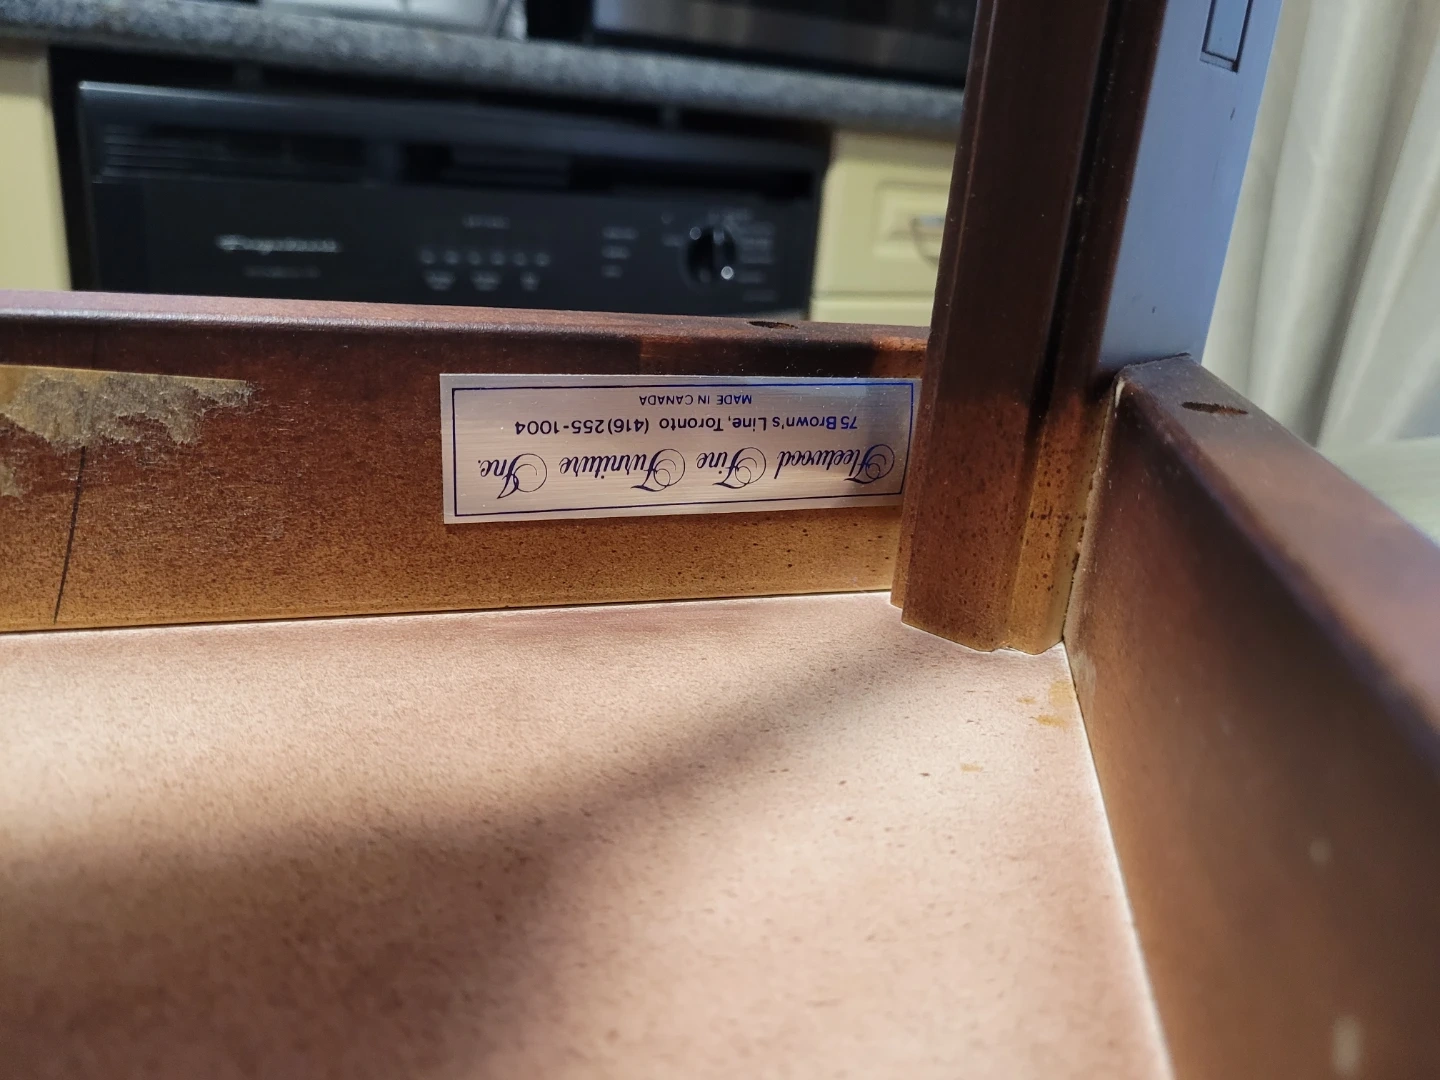 Fleetwood Fine Furniture Inc.
75 Brown's Line, Toronto (416)255-1004
MADE IN CANADA